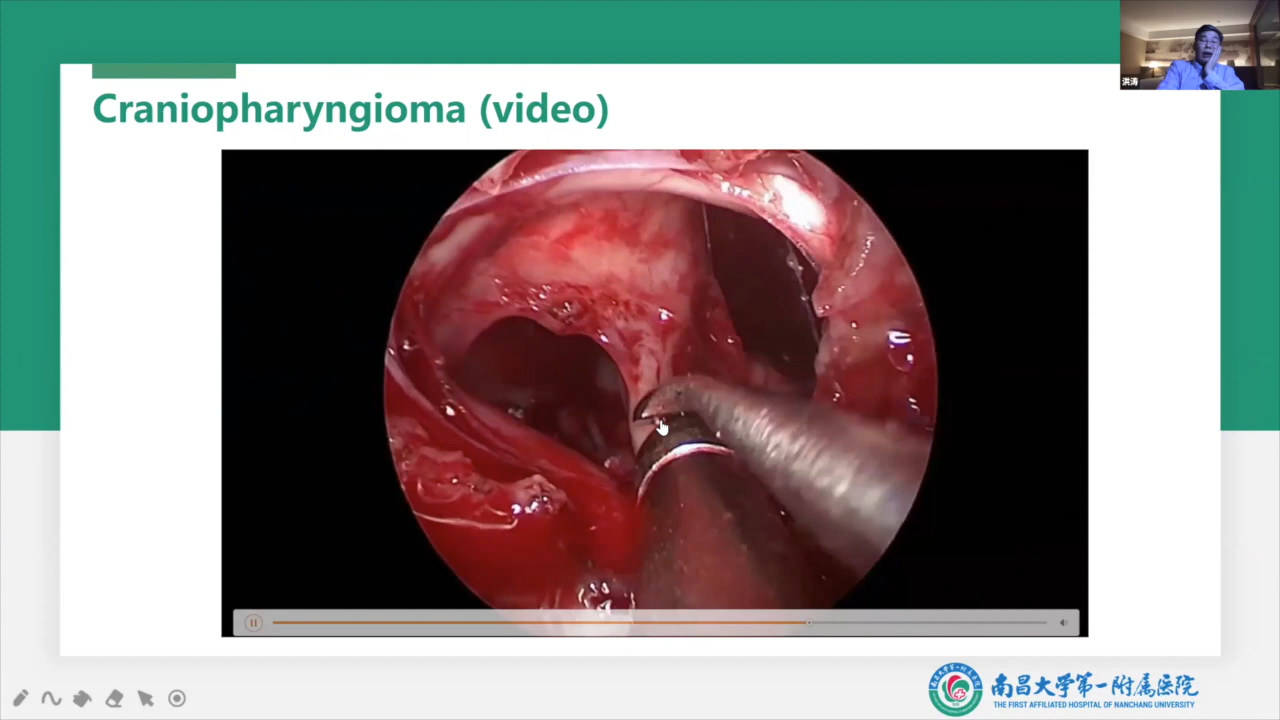 洪涛
Craniopharyngioma (video)
南昌大学第一附属医院
THE FIRST AFFILIATED HOSPITAL OF NANCHANG UNIVERSITY